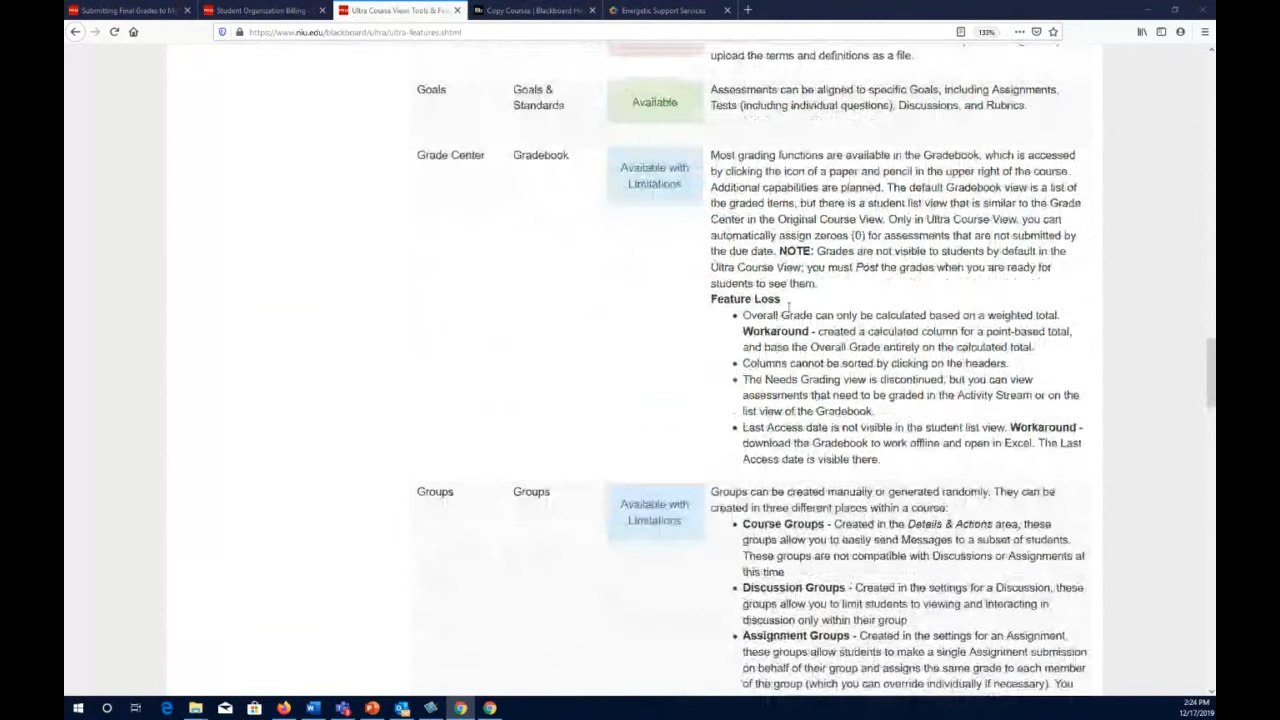 Submitting Final Grades to M
Student Organization Billing -
Ultra Course View: Tools & Fea
Copy Courses | Blackboard He
Energetic Support Services
https://www.niu.edu/blackboard/ultra/ultra-features.shtml
133%
upload the terms and definitions as a file.
Goals
Goals &
Standards
Available
Assessments can be aligned to specific Goals, including Assignments,
Tests (including individual questions), Discussions, and Rubrics.
Grade Center
Gradebook
Available with
Limitations
Most grading functions are available in the Gradebook, which is accessed
by clicking the icon of a paper and pencil in the upper right of the course.
Additional capabilities are planned. The default Gradebook view is a list of
the graded items, but there is a student list view that is similar to the Grade
Center in the Original Course View. Only in Ultra Course View, you can
automatically assign zeroes (0) for assessments that are not submitted by
the due date. NOTE: Grades are not visible to students by default in the
Ultra Course View; you must Post the grades when you are ready for
students to see them.
Feature Loss
• Overall Grade can only be calculated based on a weighted total.
Workaround - created a calculated column for a point-based total,
and base the Overall Grade entirely on the calculated total.
• Columns cannot be sorted by clicking on the headers.
• The Needs Grading view is discontinued, but you can view
assessments that need to be graded in the Activity Stream or on the
list view of the Gradebook.
• Last Access date is not visible in the student list view. Workaround -
download the Gradebook to work offline and open in Excel. The Last
Access date is visible there.
Groups
Groups
Available with
Limitations
Groups can be created manually or generated randomly. They can be
created in three different places within a course:
• Course Groups - Created in the Details & Actions area, these
groups allow you to easily send Messages to a subset of students.
These groups are not compatible with Discussions or Assignments at
this time
• Discussion Groups - Created in the settings for a Discussion, these
groups allow you to limit students to viewing and interacting in
discussion only within their group
• Assignment Groups - Created in the settings for an Assignment,
these groups allow students to make a single Assignment submission
on behalf of their group and assigns the same grade to each member
of the group (which you can override individually if necessary). You
2:24 PM
12/17/2019